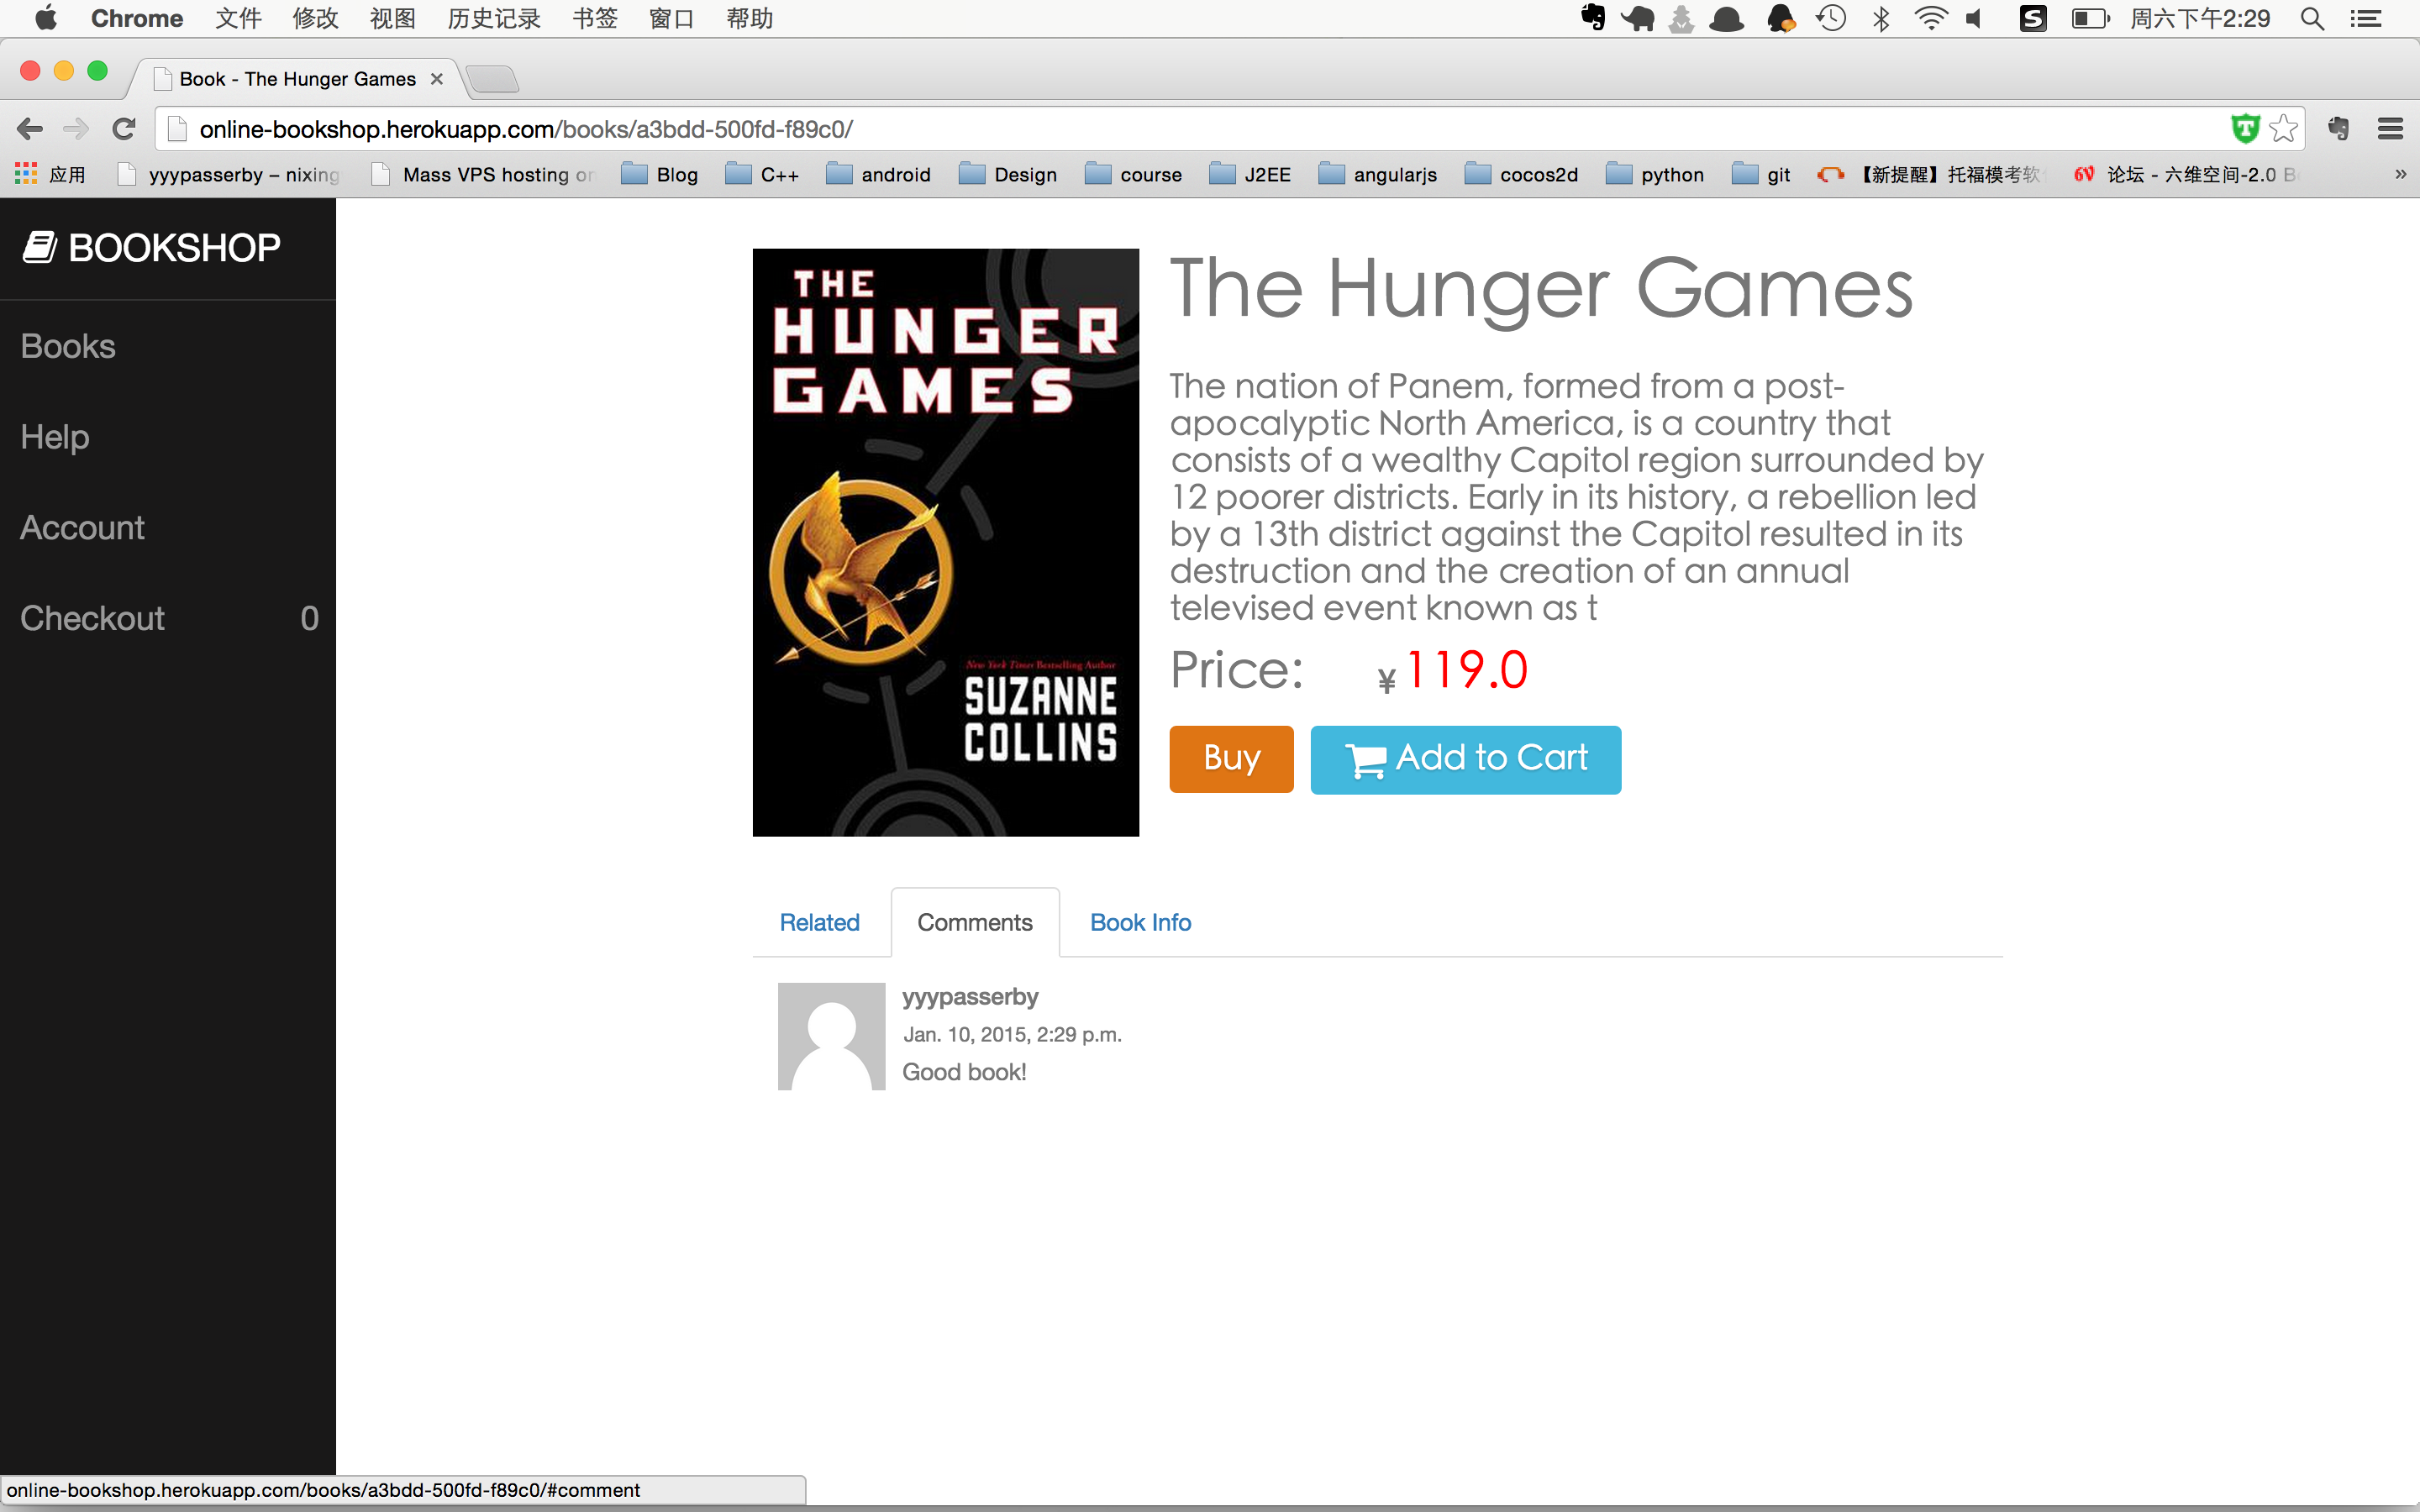 Chrome 文件 修改 视图 历史记录 书签 窗口 帮助 周六下午2:29
Book - The Hunger Games
online-bookshop.herokuapp.com/books/a3bdd-500fd-f89c0/
应用 yyypasserby – nixing Mass VPS hosting on Blog C++ android Design course J2EE angularjs cocos2d python git 【新提醒】托福模考软 6V 论坛 - 六维空间-2.0 B »
BOOKSHOP
Books
Help
Account
Checkout 0
THE
HUNGER
GAMES
New York Times Bestselling Author
SUZANNE
COLLINS
The Hunger Games
The nation of Panem, formed from a post-
apocalyptic North America, is a country that
consists of a wealthy Capitol region surrounded by
12 poorer districts. Early in its history, a rebellion led
by a 13th district against the Capitol resulted in its
destruction and the creation of an annual
televised event known as t
Price: ¥ 119.0
Buy Add to Cart
Related Comments Book Info
yyypasserby
Jan. 10, 2015, 2:29 p.m.
Good book!
online-bookshop.herokuapp.com/books/a3bdd-500fd-f89c0/#comment